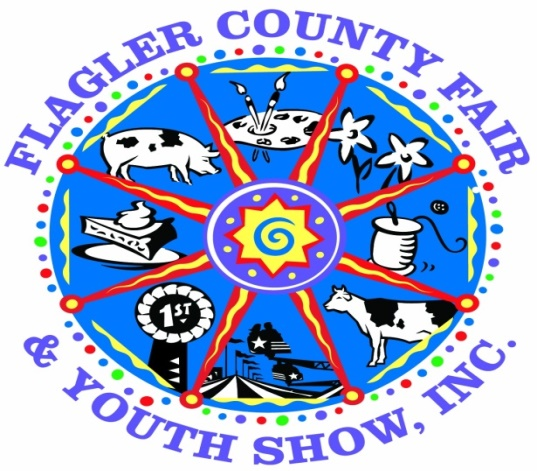 FLAGLER COUNTY FAIR
1ST
& YOUTH SHOW, INC.